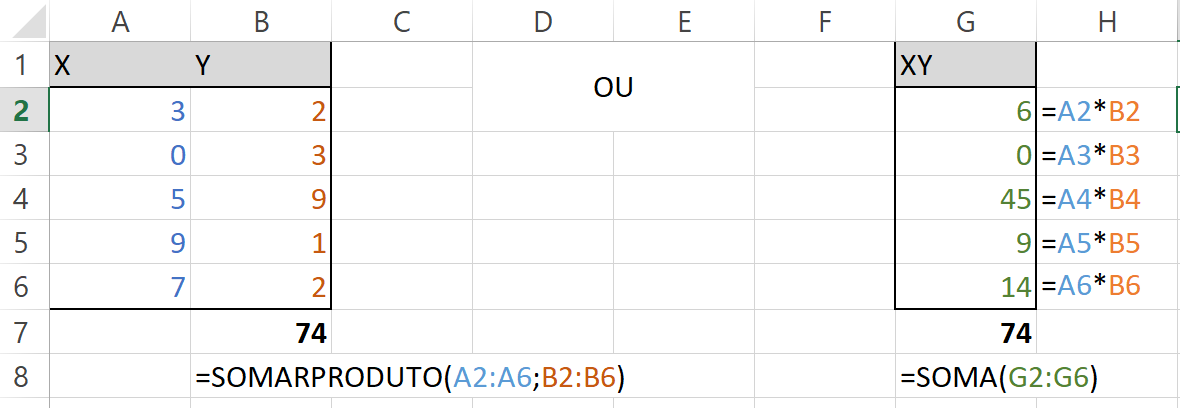 A B C D E F G H
1 X Y OU XY
2 3 2 6 =A2*B2
3 0 3 0 =A3*B3
4 5 9 45 =A4*B4
5 9 1 9 =A5*B5
6 7 2 14 =A6*B6
7 74 74
8 =SOMARPRODUTO(A2:A6;B2:B6) =SOMA(G2:G6)